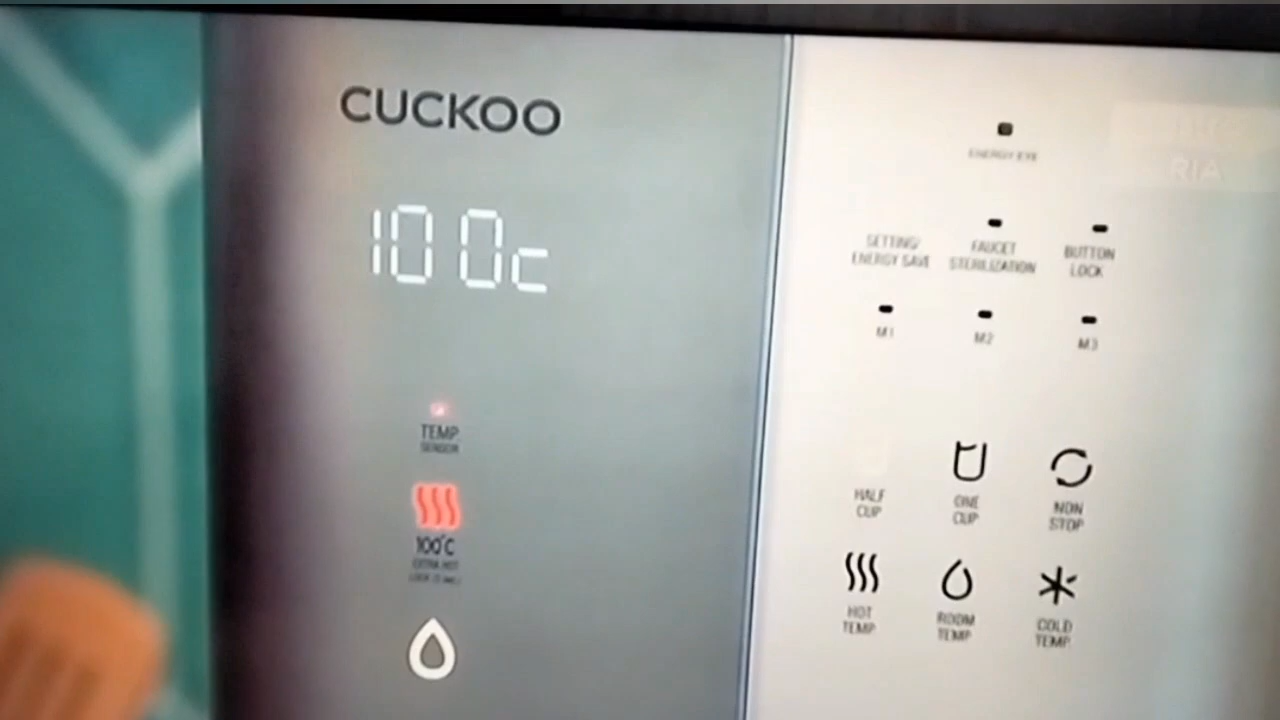 CUCKOO
100c
TEMP
SENSOR
100°C
EXTRA HOT
ENERGY EYE
RIA
SETTING/
ENERGY SAVE
FAUCET
STERILIZATION
BUTTON
LOCK
M1
M2
M3
HALF
CUP
ONE
CUP
NON
STOP
HOT
TEMP
ROOM
TEMP
COLD
TEMP